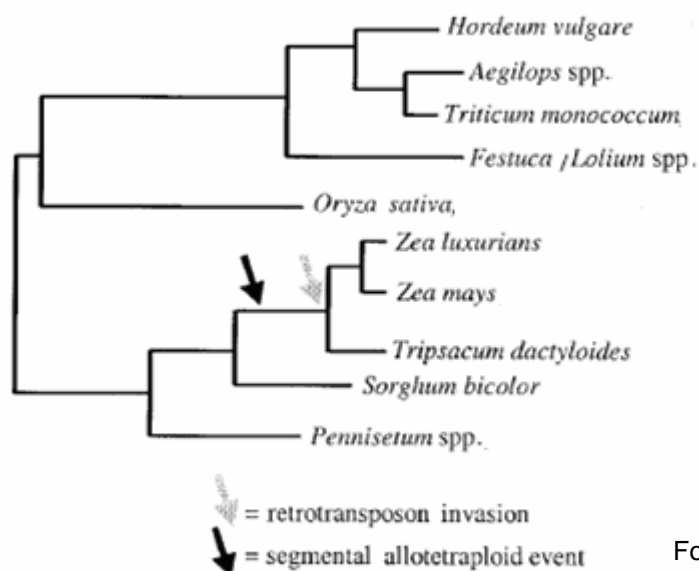 Hordeum vulgare
Aegilops spp.
Triticum monococcum
Festuca / Lolium spp.
Oryza sativa,
Zea luxurians
Zea mays
Tripsacum dactyloides
Sorghum bicolor
Pennisetum spp.
= retrotransposon invasion
= segmental allotetraploid event
Fo